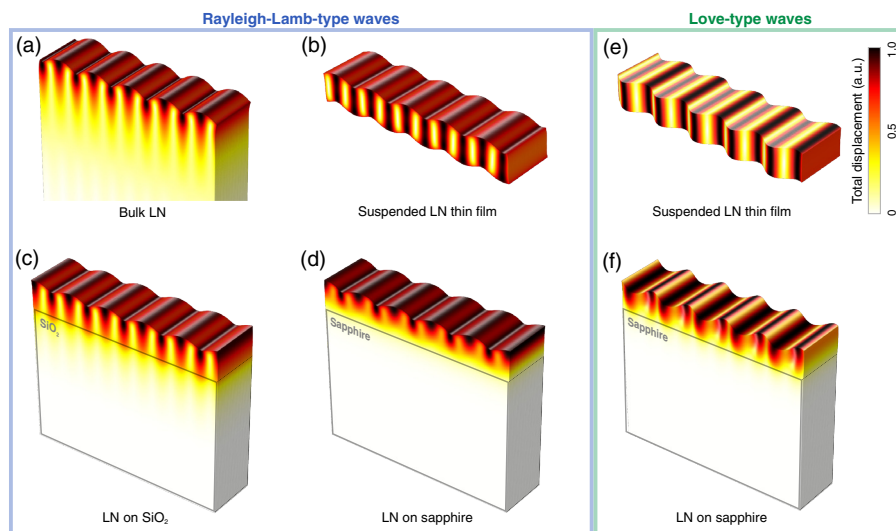 Rayleigh-Lamb-type waves
Love-type waves
(a)
Bulk LN
(b)
Suspended LN thin film
(e)
Suspended LN thin film
Total displacement (a.u.)
1.0
0.5
0
(c)
SiO₂
LN on SiO₂
(d)
Sapphire
LN on sapphire
(f)
Sapphire
LN on sapphire